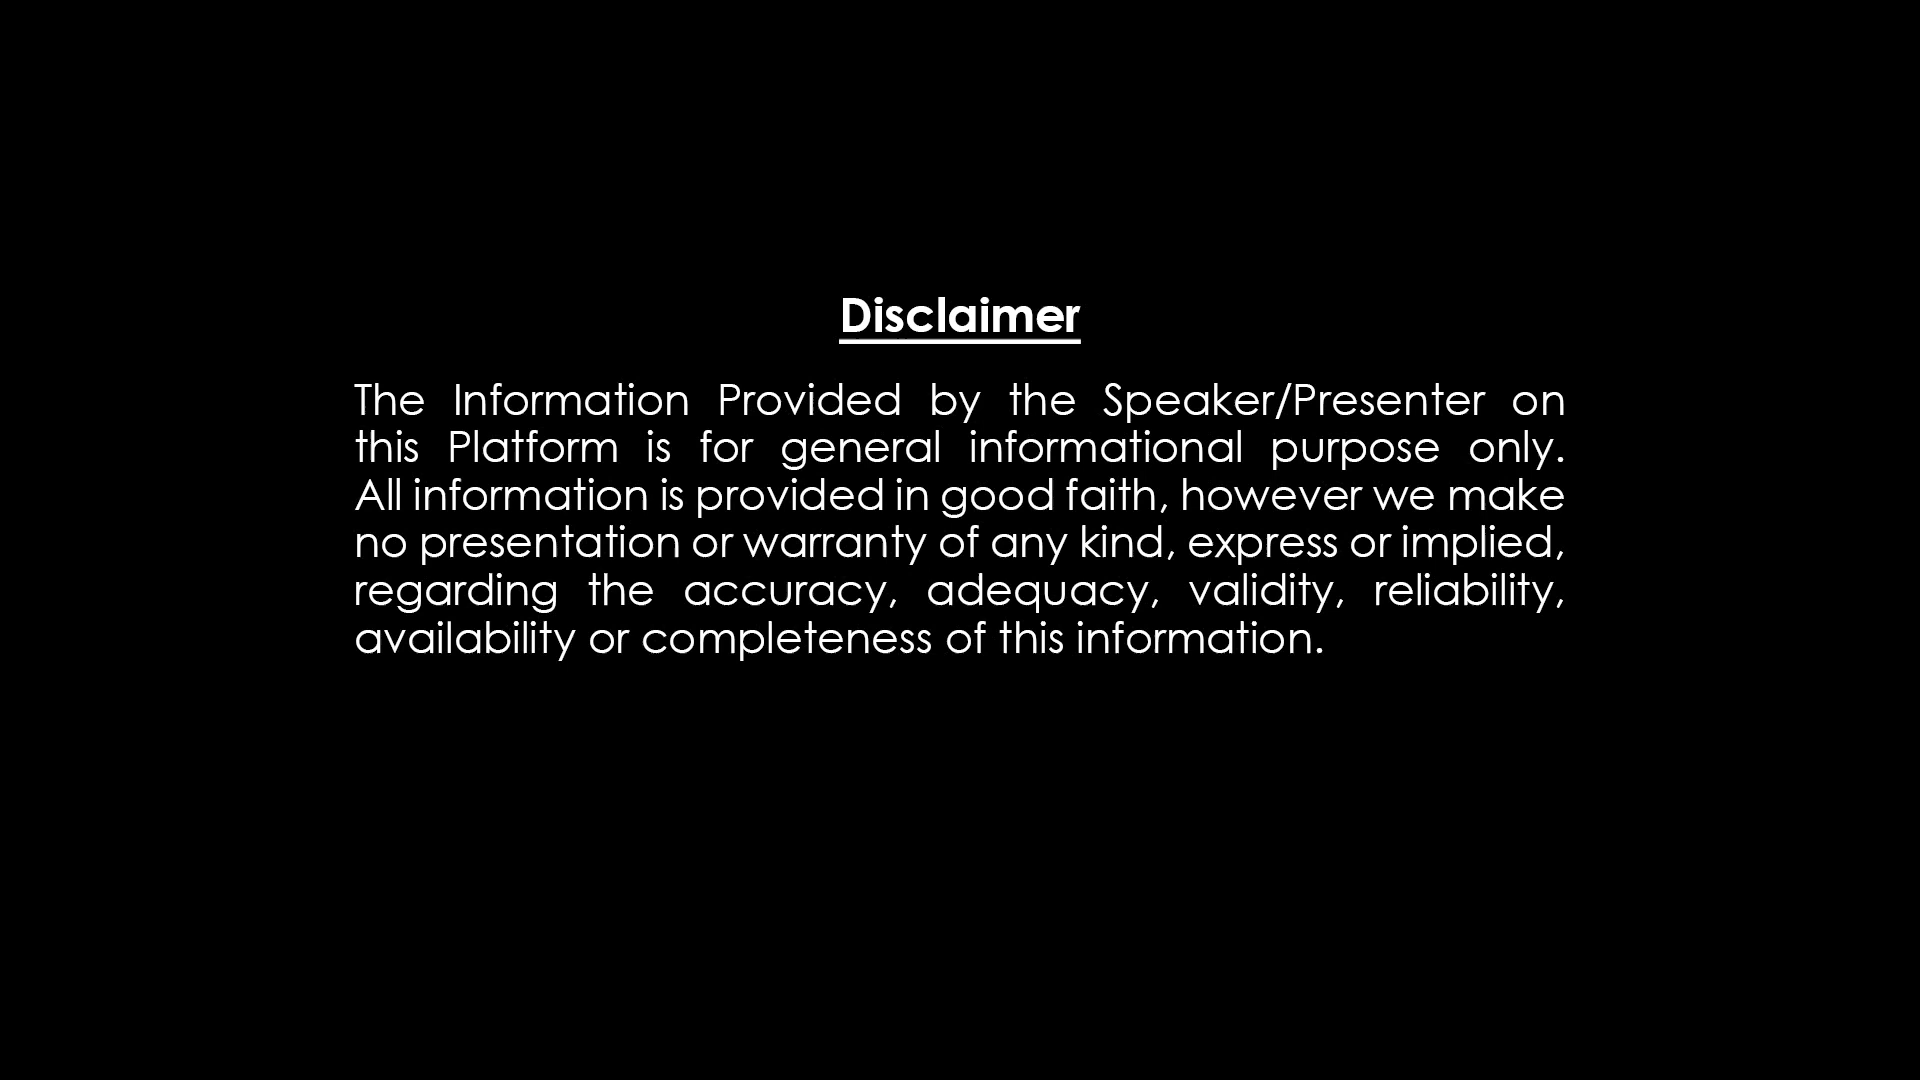 Disclaimer
The Information Provided by the Speaker/Presenter on
this Platform is for general informational purpose only.
All information is provided in good faith, however we make
no presentation or warranty of any kind, express or implied,
regarding the accuracy, adequacy, validity, reliability,
availability or completeness of this information.